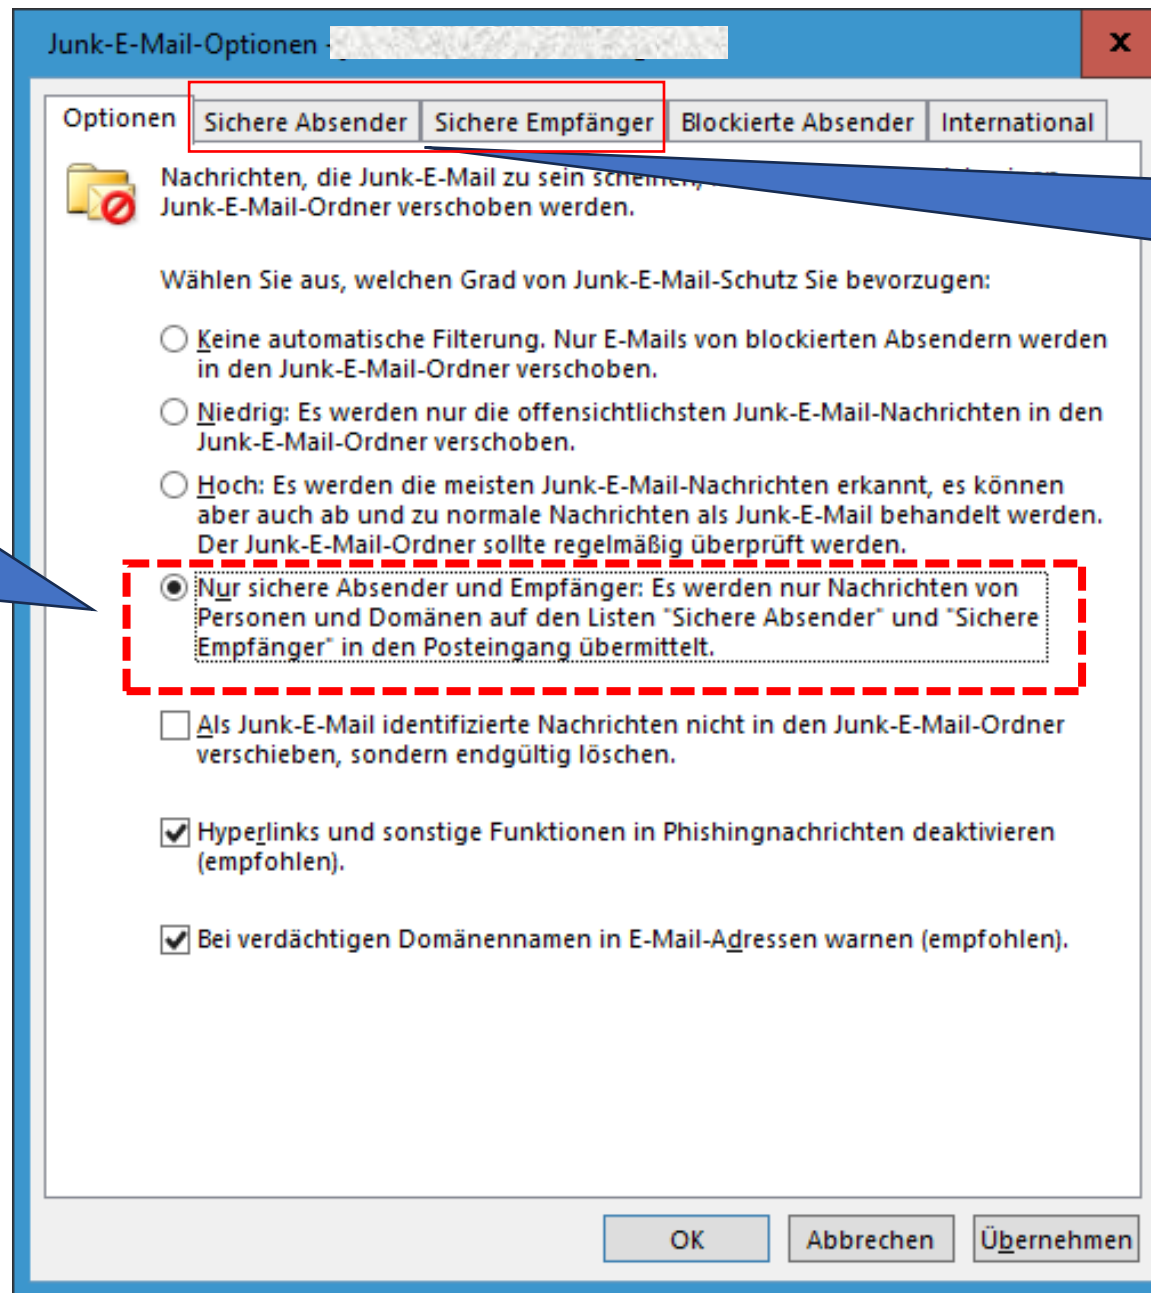 Junk-E-Mail-Optionen -
Optionen
Sichere Absender
Sichere Empfänger
Blockierte Absender
International
Nachrichten, die Junk-E-Mail zu sein scheinen,
Junk-E-Mail-Ordner verschoben werden.
Wählen Sie aus, welchen Grad von Junk-E-Mail-Schutz Sie bevorzugen:
Keine automatische Filterung. Nur E-Mails von blockierten Absendern werden
in den Junk-E-Mail-Ordner verschoben.
Niedrig: Es werden nur die offensichtlichsten Junk-E-Mail-Nachrichten in den
Junk-E-Mail-Ordner verschoben.
Hoch: Es werden die meisten Junk-E-Mail-Nachrichten erkannt, es können
aber auch ab und zu normale Nachrichten als Junk-E-Mail behandelt werden.
Der Junk-E-Mail-Ordner sollte regelmäßig überprüft werden.
Nur sichere Absender und Empfänger: Es werden nur Nachrichten von
Personen und Domänen auf den Listen "Sichere Absender" und "Sichere
Empfänger" in den Posteingang übermittelt.
Als Junk-E-Mail identifizierte Nachrichten nicht in den Junk-E-Mail-Ordner
verschieben, sondern endgültig löschen.
Hyperlinks und sonstige Funktionen in Phishingnachrichten deaktivieren
(empfohlen).
Bei verdächtigen Domänennamen in E-Mail-Adressen warnen (empfohlen).
OK
Abbrechen
Übernehmen